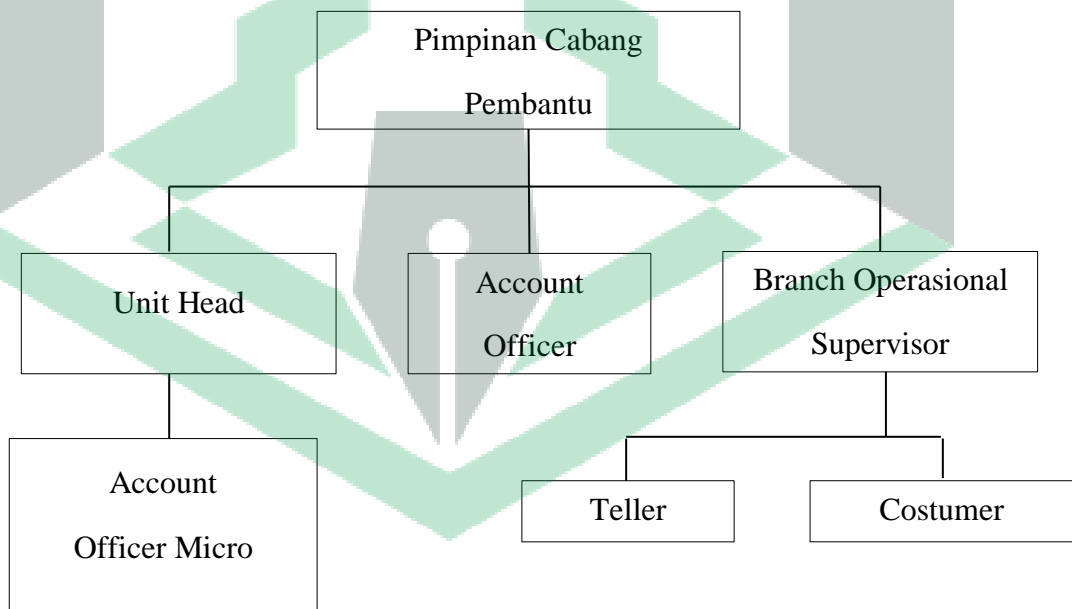 Pimpinan Cabang
Pembantu
Unit Head
Account
Officer
Branch Operasional
Supervisor
Account
Officer Micro
Teller
Costumer